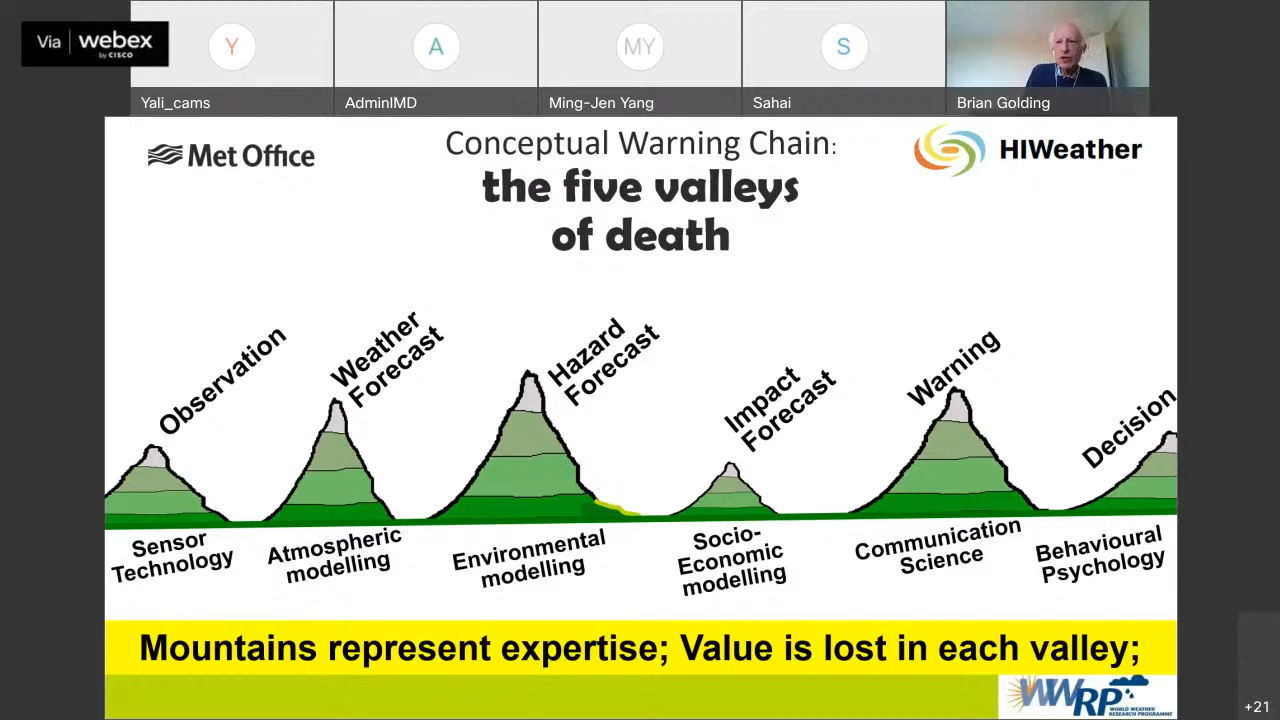 Via webex
by CISCO
Y
A
MY
S
Yali_cams
AdminIMD
Ming-Jen Yang
Sahai
Brian Golding
Met Office
Conceptual Warning Chain:
the five valleys
of death
HIWeather
Observation
Weather
Forecast
Hazard
Forecast
Impact
Forecast
Warning
Decision
Sensor
Technology
Atmospheric
modelling
Environmental
modelling
Socio-
Economic
modelling
Communication
Science
Behavioural
Psychology
Mountains represent expertise; Value is lost in each valley;
WWRP
WORLD WEATHER
RESEARCH PROGRAMME
+21